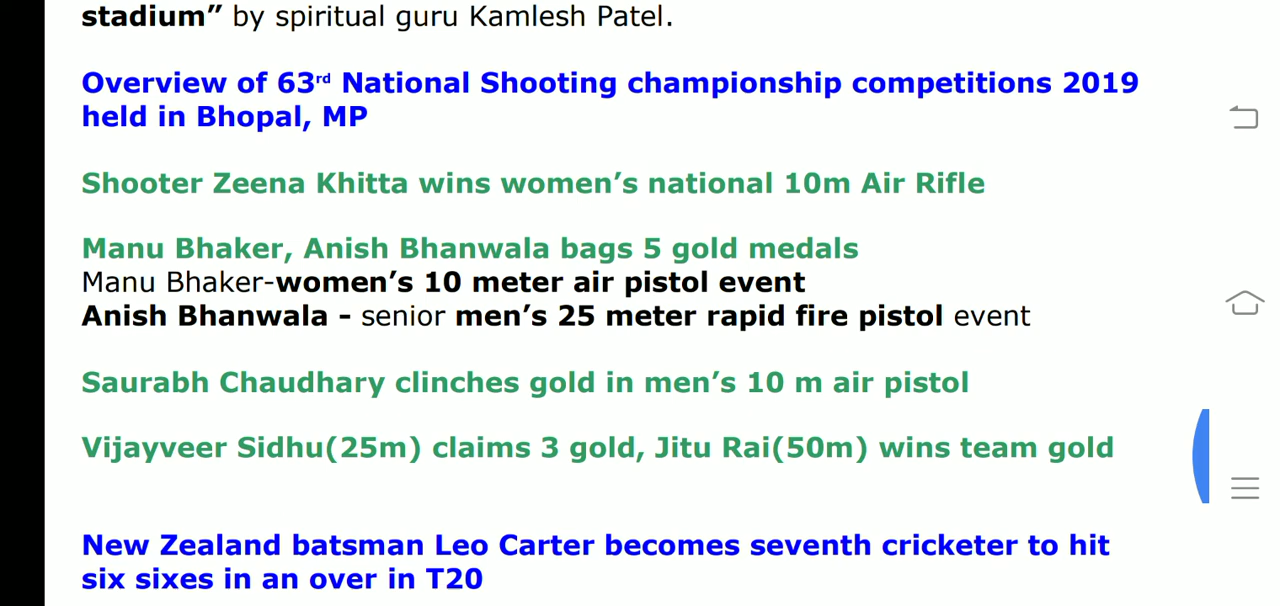 stadium” by spiritual guru Kamlesh Patel.
Overview of 63rd National Shooting championship competitions 2019
held in Bhopal, MP
Shooter Zeena Khitta wins women’s national 10m Air Rifle
Manu Bhaker, Anish Bhanwala bags 5 gold medals
Manu Bhaker-women’s 10 meter air pistol event
Anish Bhanwala - senior men’s 25 meter rapid fire pistol event
Saurabh Chaudhary clinches gold in men’s 10 m air pistol
Vijayveer Sidhu(25m) claims 3 gold, Jitu Rai(50m) wins team gold
New Zealand batsman Leo Carter becomes seventh cricketer to hit
six sixes in an over in T20